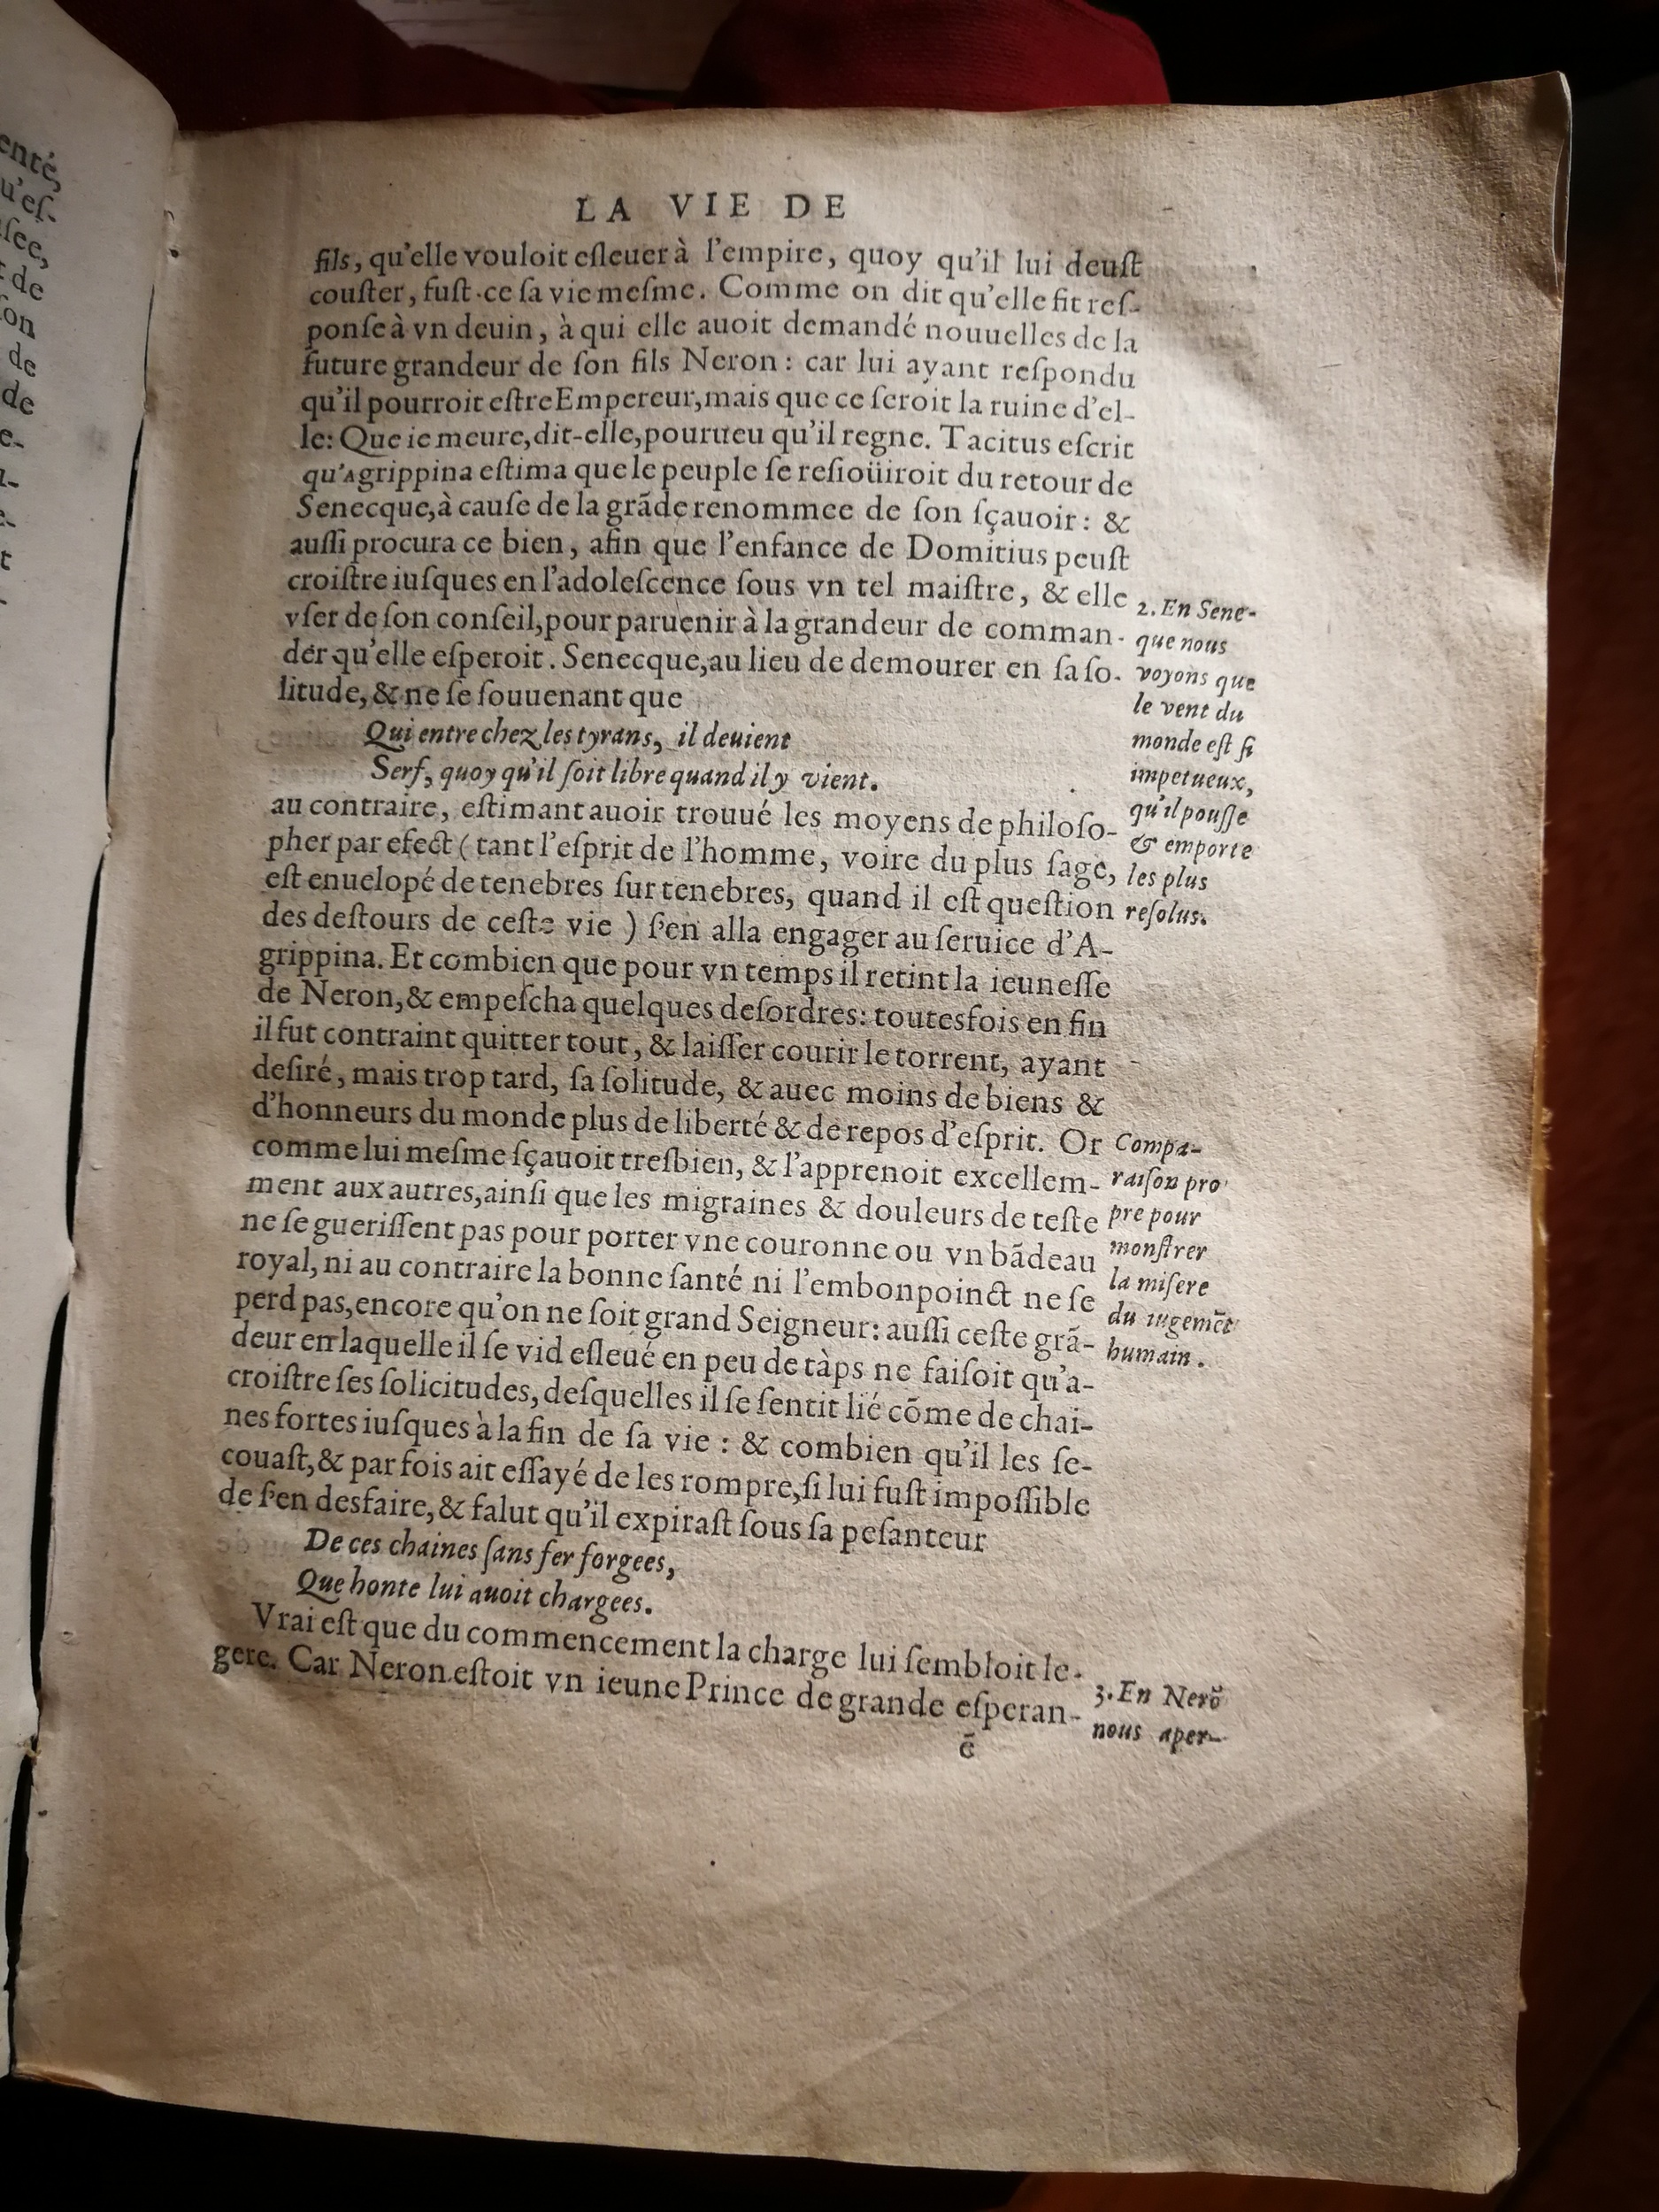 enté,
u'eſ-
ſee,
de
ſon
de
de
e-
l-
e-
t
LA VIE DE
fils, qu'elle vouloit eſleuer à l'empire, quoy qu'il lui deuſt
couſter, fuſt-ce ſa vie meſme. Comme on dit qu'elle fit reſ-
ponſe à vn deuin, à qui elle auoit demandé nouuelles de la
future grandeur de ſon fils Neron: car lui ayant reſpondu
qu'il pourroit eſtre Empereur, mais que ce ſeroit la ruine d'el-
le: Que ie meure, dit-elle, pourueu qu'il regne. Tacitus eſcrit
qu'Agrippina eſtima que le peuple ſe reſioüiroit du retour de
Senecque, à cauſe de la grãde renommee de ſon ſçauoir: &
auſſi procura ce bien, afin que l'enfance de Domitius peuſt
croiſtre iuſques en l'adoleſcence ſous vn tel maiſtre, & elle
vſer de ſon conſeil, pour paruenir à la grandeur de comman-
der qu'elle eſperoit. Senecque, au lieu de demourer en ſa ſo-
litude, & ne ſe ſouuenant que
Qui entre chez les tyrans, il deuient
Serf, quoy qu'il ſoit libre quand il y vient.
au contraire, eſtimant auoir trouué les moyens de philoſo-
pher par efect (tant l'eſprit de l'homme, voire du plus ſage,
eſt enuelopé de tenebres ſur tenebres, quand il eſt queſtion
des deſtours de ceſte vie) ſ'en alla engager au ſeruice d'A-
grippina. Et combien que pour vn temps il retint la ieuneſſe
de Neron, & empeſcha quelques deſordres: toutesfois en fin
il fut contraint quitter tout, & laiſſer courir le torrent, ayant
deſiré, mais trop tard, ſa ſolitude, & auec moins de biens &
d'honneurs du monde plus de liberté & de repos d'eſprit. Or
comme lui meſme ſçauoit treſbien, & l'apprenoit excellem-
ment aux autres, ainſi que les migraines & douleurs de teſte
ne ſe gueriſſent pas pour porter vne couronne ou vn bãdeau
royal, ni au contraire la bonne ſanté ni l'embonpoinct ne ſe
perd pas, encore qu'on ne ſoit grand Seigneur: auſſi ceſte grã-
deur en laquelle il ſe vid eſleué en peu de tàps ne faiſoit qu'a-
croiſtre ſes ſolicitudes, deſquelles il ſe ſentit lié cõme de chai-
nes fortes iuſques à la fin de ſa vie: & combien qu'il les ſe-
couaſt, & par fois ait eſſayé de les rompre, ſi lui fuſt impoſſible
de ſ'en desfaire, & falut qu'il expiraſt ſous ſa peſanteur
De ces chaines ſans fer forgees,
Que honte lui auoit chargees.
Vrai eſt que du commencement la charge lui ſembloit le-
gere. Car Neron eſtoit vn ieune Prince de grande eſperan-
ẽ
2. En Sene-
que nous
voyons que
le vent du
monde eſt ſi
impetueux,
qu'il pouſſe
& emporte
les plus
reſolus.
Compa-
raiſon pro
pre pour
monſtrer
la miſere
du iugemẽt
humain.
3. En Nerõ
nous aper-